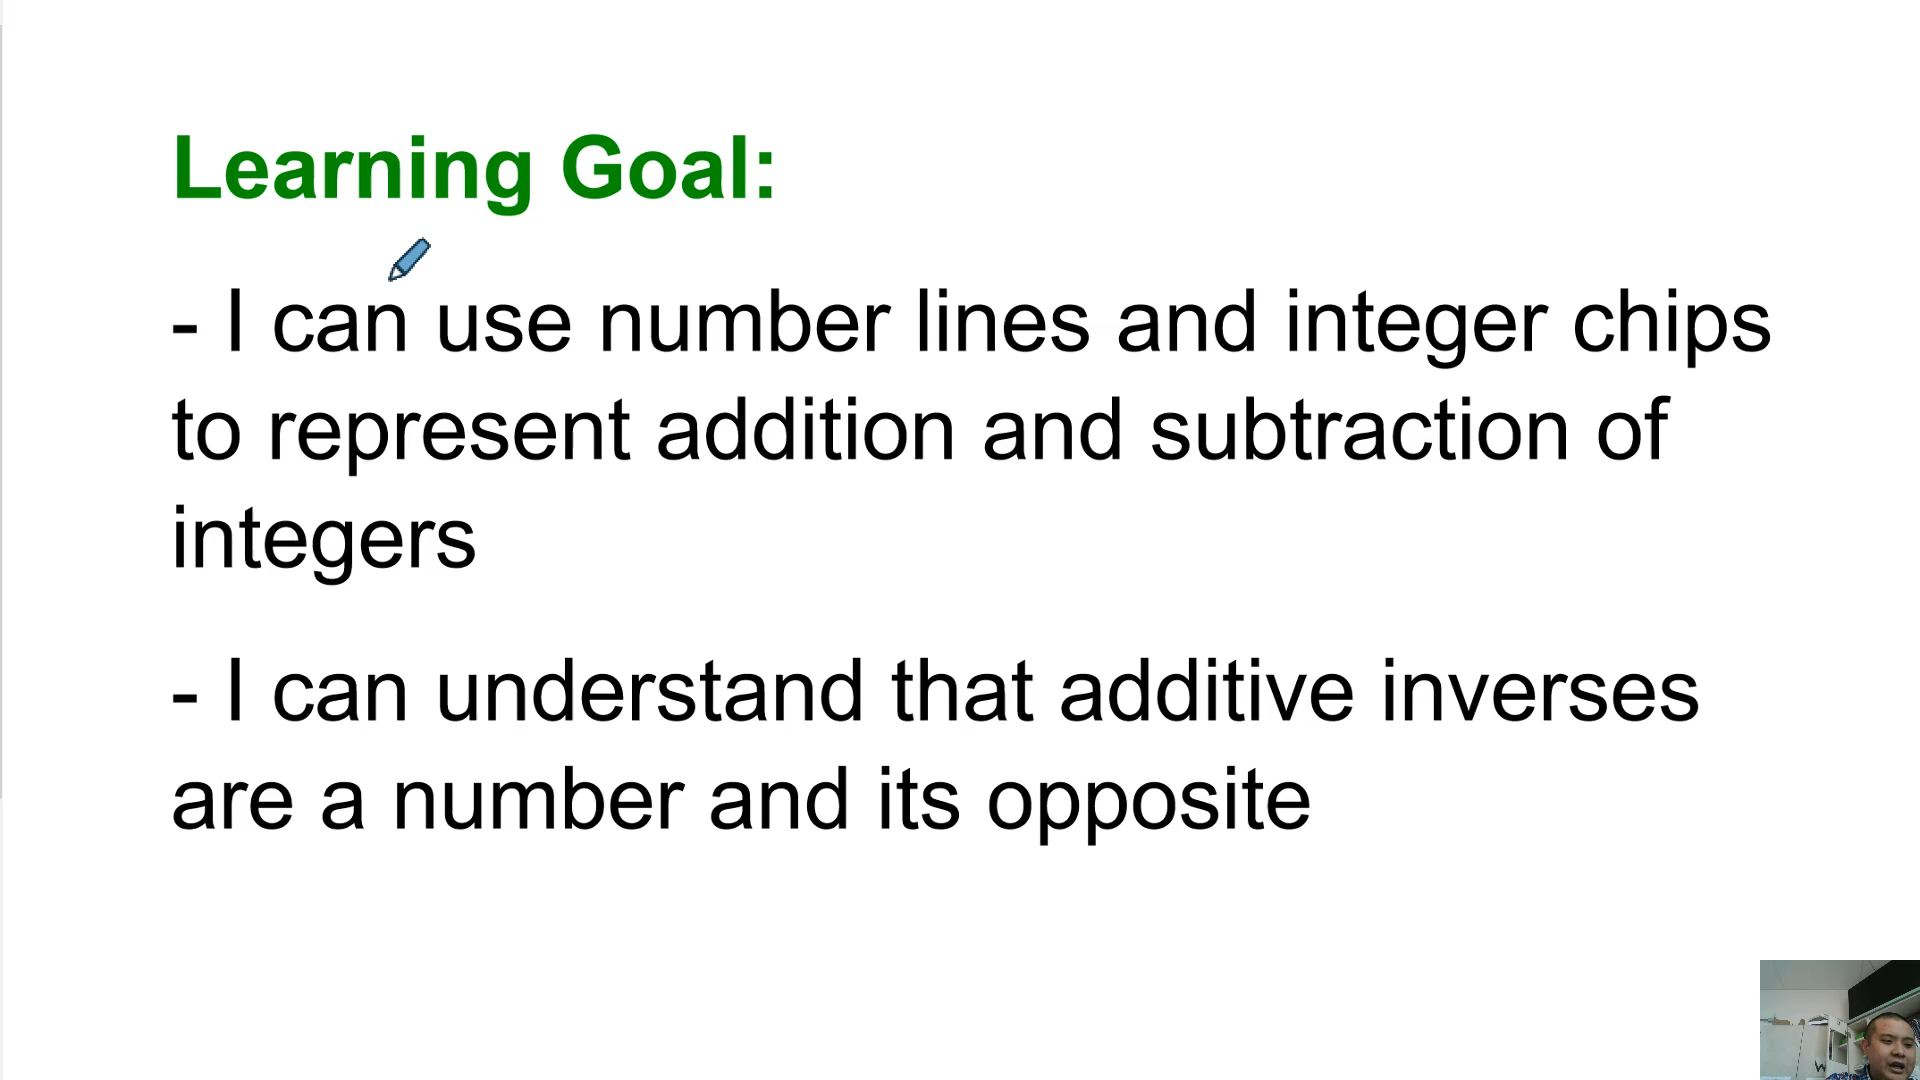 Learning Goal:
- I can use number lines and integer chips
to represent addition and subtraction of
integers
- I can understand that additive inverses
are a number and its opposite